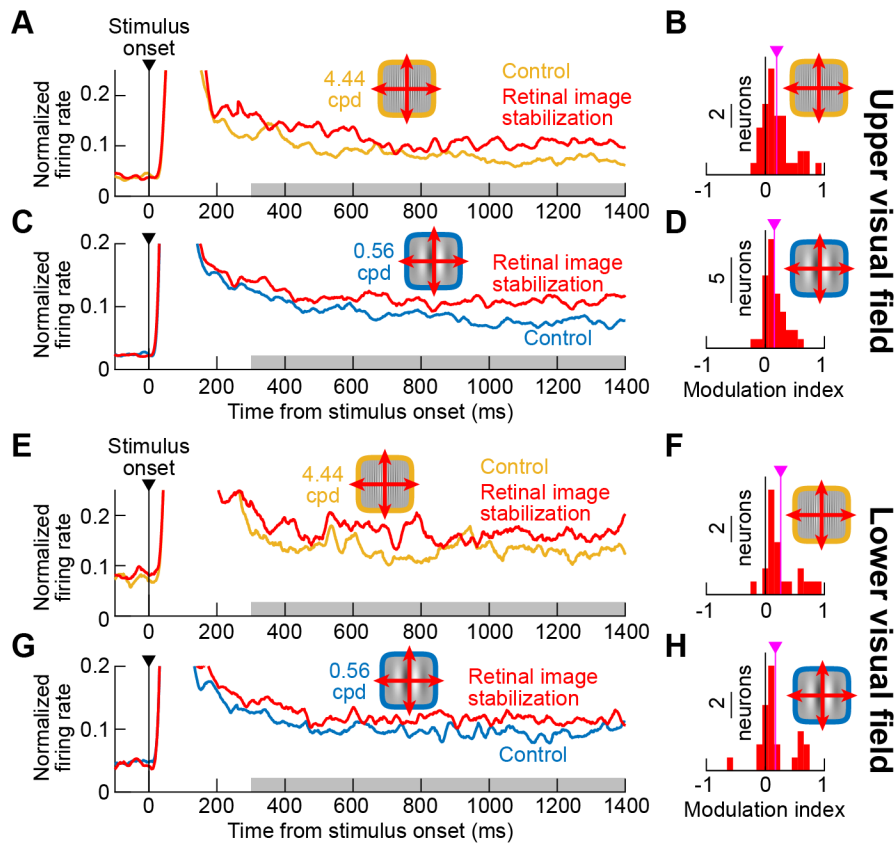 A
Stimulus
onset
Normalized
firing rate
0.2
0.1
0
4.44
cpd
Control
Retinal image
stabilization
0 200 400 600 800 1000 1200 1400
B
2
neurons
-1 0 1
C
Normalized
firing rate
0.2
0.1
0
0.56
cpd
Retinal image
stabilization
Control
0 200 400 600 800 1000 1200 1400
Time from stimulus onset (ms)
D
5
neurons
-1 0 1
Modulation index
Upper visual field
E
Stimulus
onset
Normalized
firing rate
0.2
0.1
0
4.44
cpd
Control
Retinal image
stabilization
0 200 400 600 800 1000 1200 1400
F
2
neurons
-1 0 1
G
Normalized
firing rate
0.2
0.1
0
0.56
cpd
Retinal image
stabilization
Control
0 200 400 600 800 1000 1200 1400
Time from stimulus onset (ms)
H
2
neurons
-1 0 1
Modulation index
Lower visual field